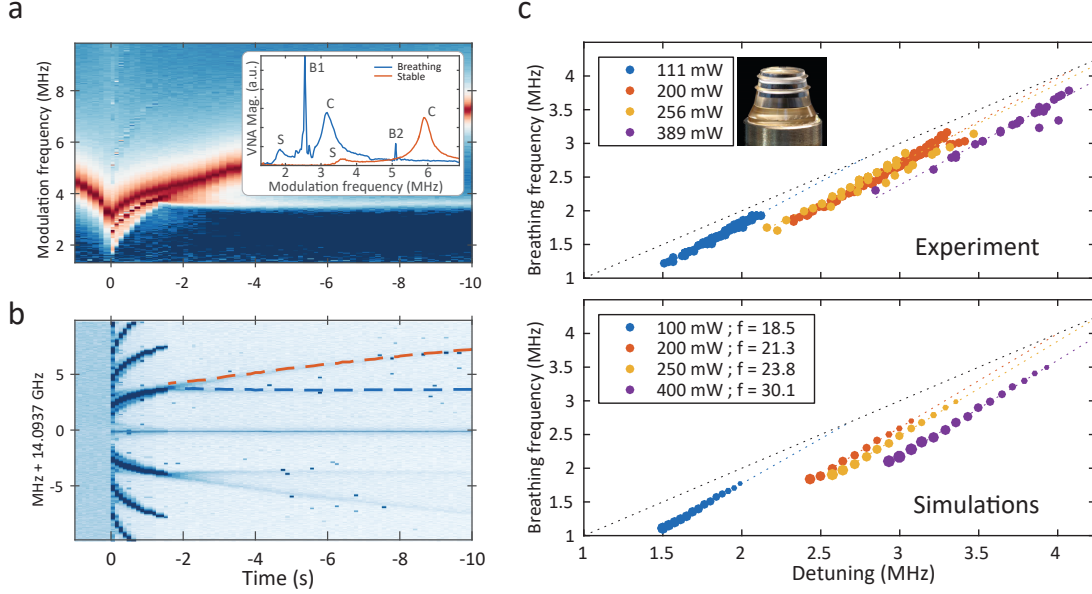 a
Modulation frequency (MHz)
8
6
4
2
0
-2
-4
-6
-8
-10
VNA Mag. (a.u.)
B1
Breathing
Stable
C
C
S
S
B2
2
3
4
5
6
Modulation frequency (MHz)
b
MHz + 14.0937 GHz
5
0
-5
0
-2
-4
-6
-8
-10
Time (s)
c
Breathing frequency (MHz)
4
3.5
3
2.5
2
1.5
1
111 mW
200 mW
256 mW
389 mW
Experiment
Breathing frequency (MHz)
4
3.5
3
2.5
2
1.5
1
100 mW ; f = 18.5
200 mW ; f = 21.3
250 mW ; f = 23.8
400 mW ; f = 30.1
Simulations
1
1.5
2
2.5
3
3.5
4
Detuning (MHz)